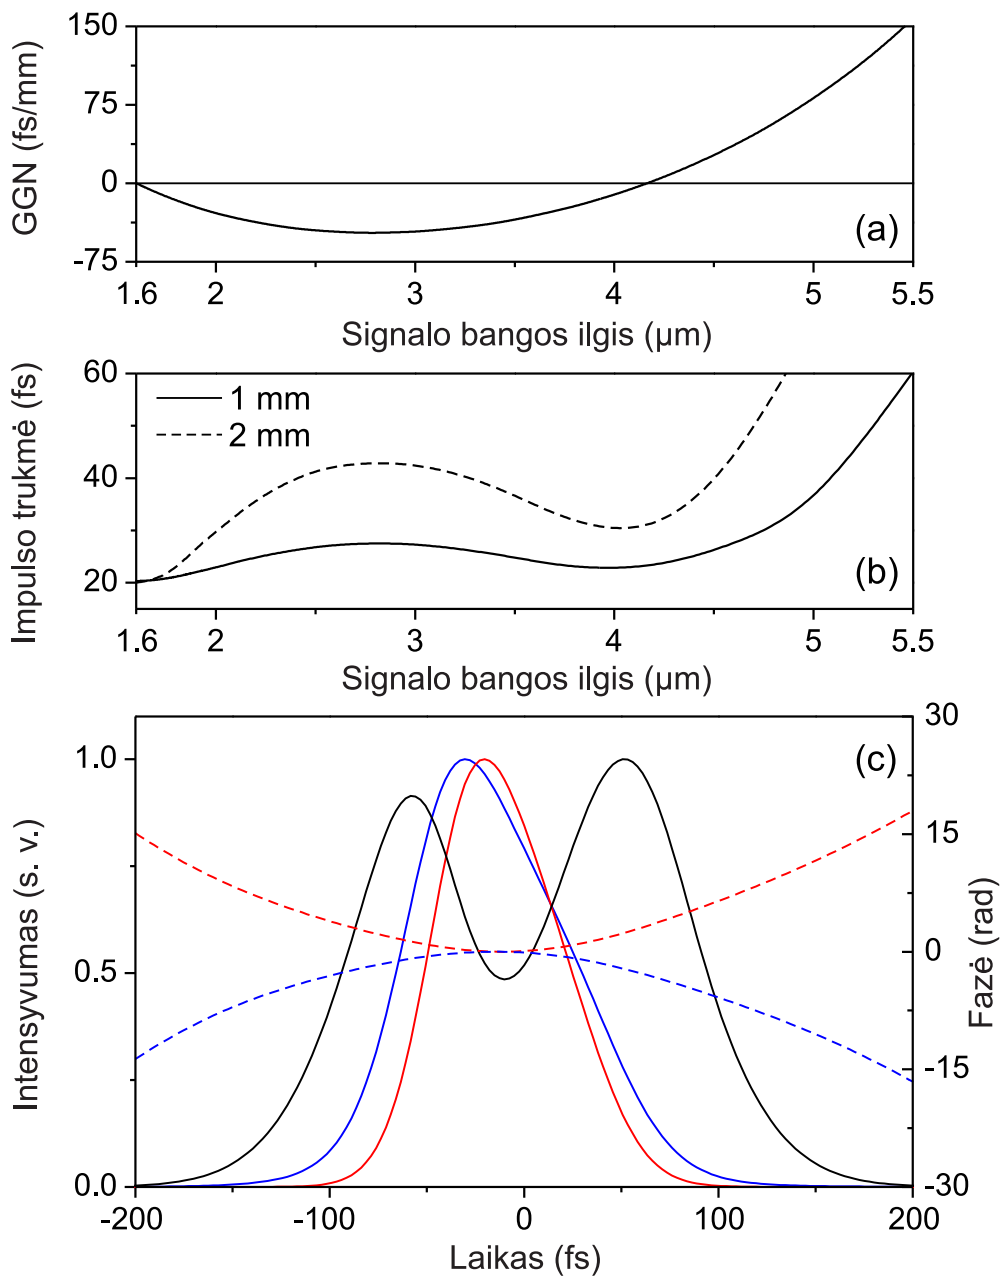 150
75
0
-75
GGN (fs/mm)
(a)
1.6 2 3 4 5 5.5
Signalo bangos ilgis (µm)
60
40
20
Impulso trukmė (fs)
1 mm
2 mm
(b)
1.6 2 3 4 5 5.5
Signalo bangos ilgis (µm)
1.0
0.5
0.0
Intensyvumas (s. v.)
(c)
30
15
0
-15
-30
Fazė (rad)
-200 -100 0 100 200
Laikas (fs)